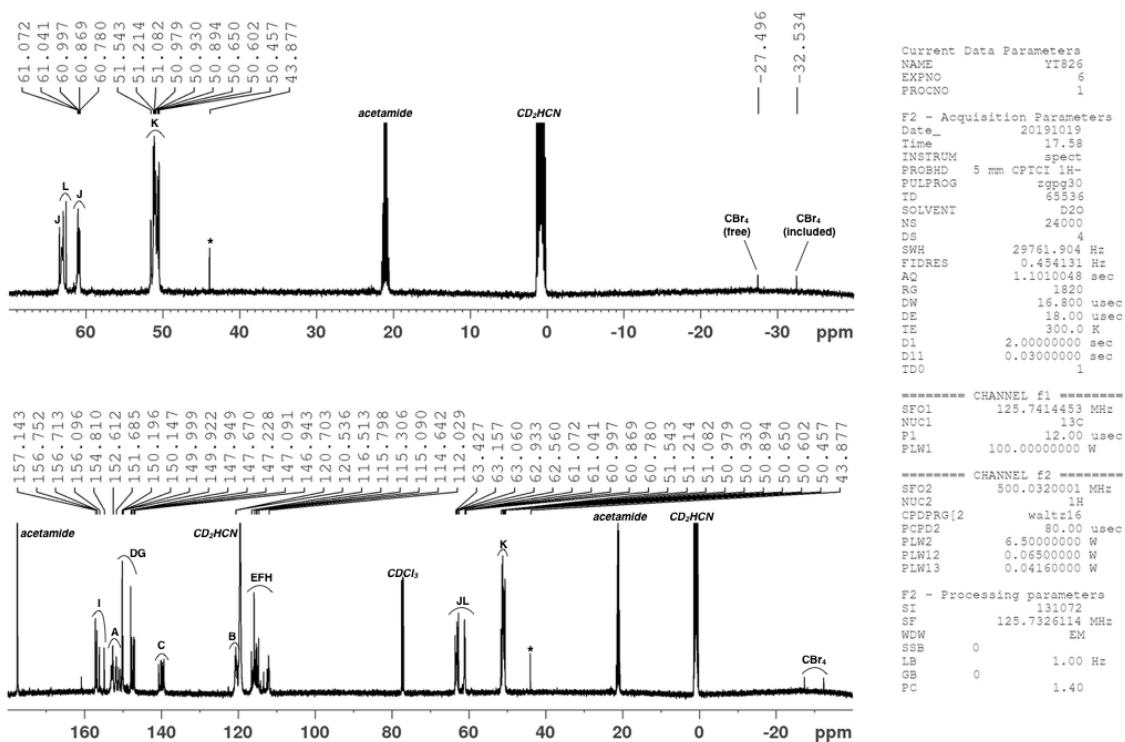 61.072
61.041
60.997
60.869
60.780
51.543
51.214
51.082
50.979
50.930
50.894
50.650
50.602
50.457
43.877
-27.496
-32.534
acetamide
CD2HCN
K
L
J
J
*
CBr4
(free)
CBr4
(included)
60 50 40 30 20 10 0 -10 -20 -30 ppm
157.143
156.752
156.713
156.096
154.810
152.612
151.685
150.196
150.147
149.999
149.922
147.949
147.670
147.228
147.091
146.943
120.703
120.536
116.513
115.798
115.306
115.090
114.642
112.029
63.427
63.157
63.060
62.933
62.560
61.072
61.041
60.997
60.869
60.780
51.543
51.214
51.082
50.979
50.930
50.894
50.650
50.602
50.457
43.877
acetamide
CD2HCN
acetamide
CD2HCN
DG
K
CDCl3
EFH
I
JL
A
C
B
*
CBr4
160 140 120 100 80 60 40 20 0 -20 ppm
Current Data Parameters
NAME YT826
EXPNO 6
PROCNO 1
F2 - Acquisition Parameters
Date_ 20191019
Time 17.58
INSTRUM spect
PROBHD 5 mm CPTCI 1H-
PULPROG zgpg30
TD 65536
SOLVENT D2O
NS 24000
DS 4
SWH 29761.904 Hz
FIDRES 0.454131 Hz
AQ 1.1010048 sec
RG 1820
DW 16.800 usec
DE 18.00 usec
TE 300.0 K
D1 2.00000000 sec
D11 0.03000000 sec
TD0 1
======== CHANNEL f1 ========
SFO1 125.7414453 MHz
NUC1 13C
P1 12.00 usec
PLW1 100.00000000 W
======== CHANNEL f2 ========
SFO2 500.0320001 MHz
NUC2 1H
CPDPRG[2 waltz16
PCPD2 80.00 usec
PLW2 6.50000000 W
PLW12 0.06500000 W
PLW13 0.04160000 W
F2 - Processing parameters
SI 131072
SF 125.7326114 MHz
WDW EM
SSB 0
LB 1.00 Hz
GB 0
PC 1.40